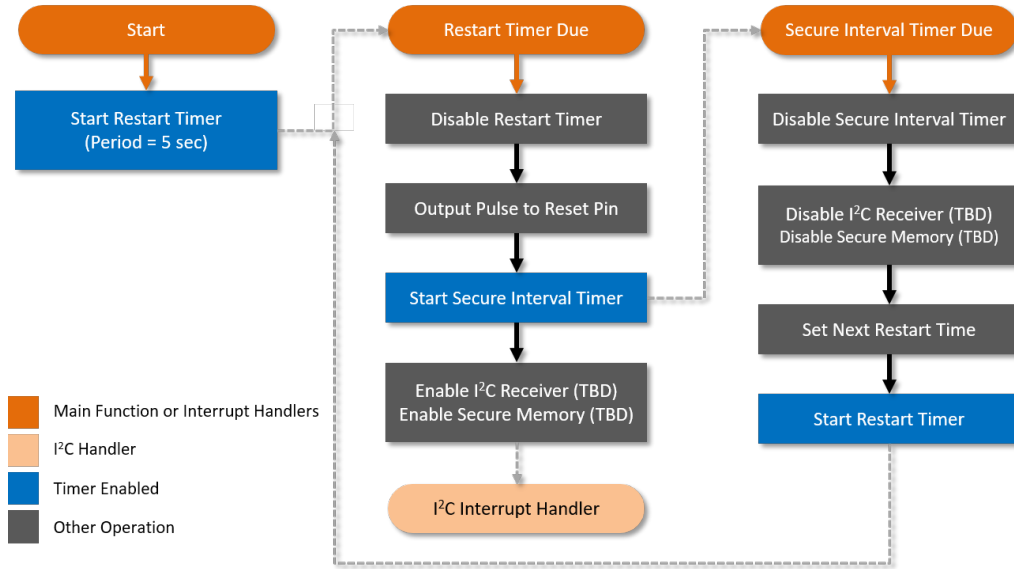 Start
Start Restart Timer
(Period = 5 sec)
Restart Timer Due
Disable Restart Timer
Output Pulse to Reset Pin
Start Secure Interval Timer
Enable I²C Receiver (TBD)
Enable Secure Memory (TBD)
I²C Interrupt Handler
Secure Interval Timer Due
Disable Secure Interval Timer
Disable I²C Receiver (TBD)
Disable Secure Memory (TBD)
Set Next Restart Time
Start Restart Timer
Main Function or Interrupt Handlers
I²C Handler
Timer Enabled
Other Operation